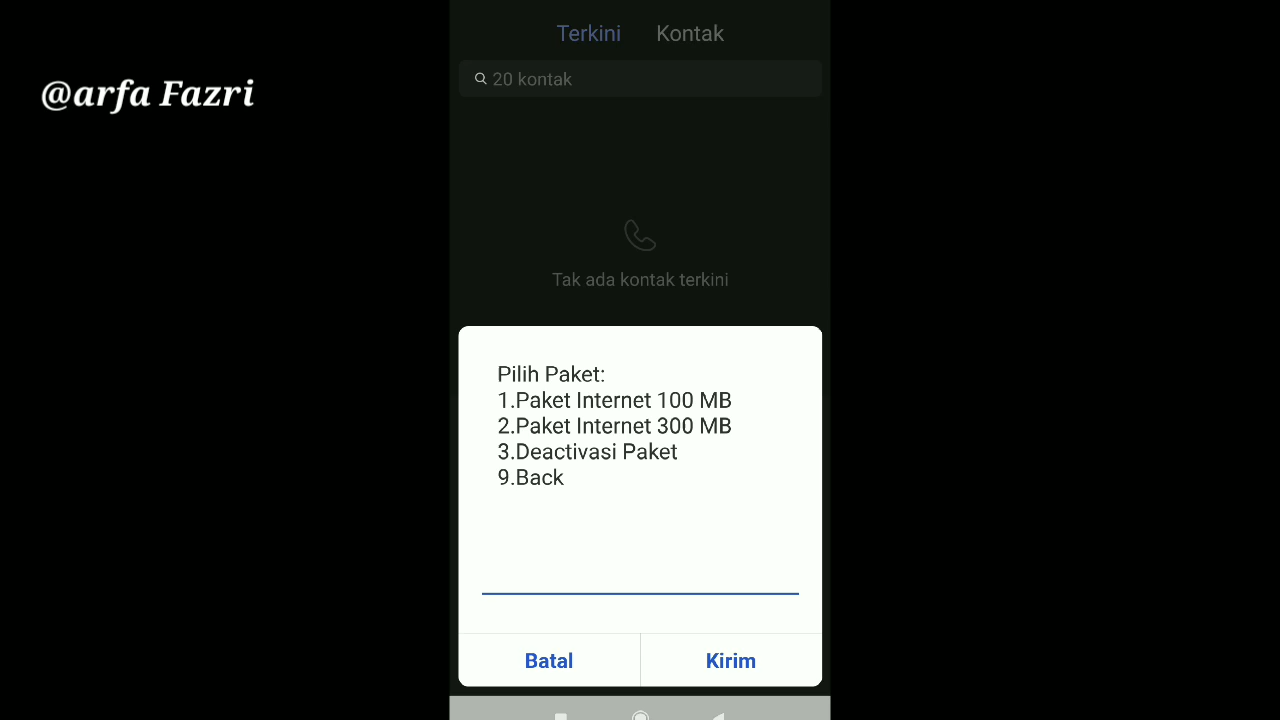 @arfa Fazri
Terkini Kontak
20 kontak
Tak ada kontak terkini
Pilih Paket:
1.Paket Internet 100 MB
2.Paket Internet 300 MB
3.Deactivasi Paket
9.Back
Batal Kirim